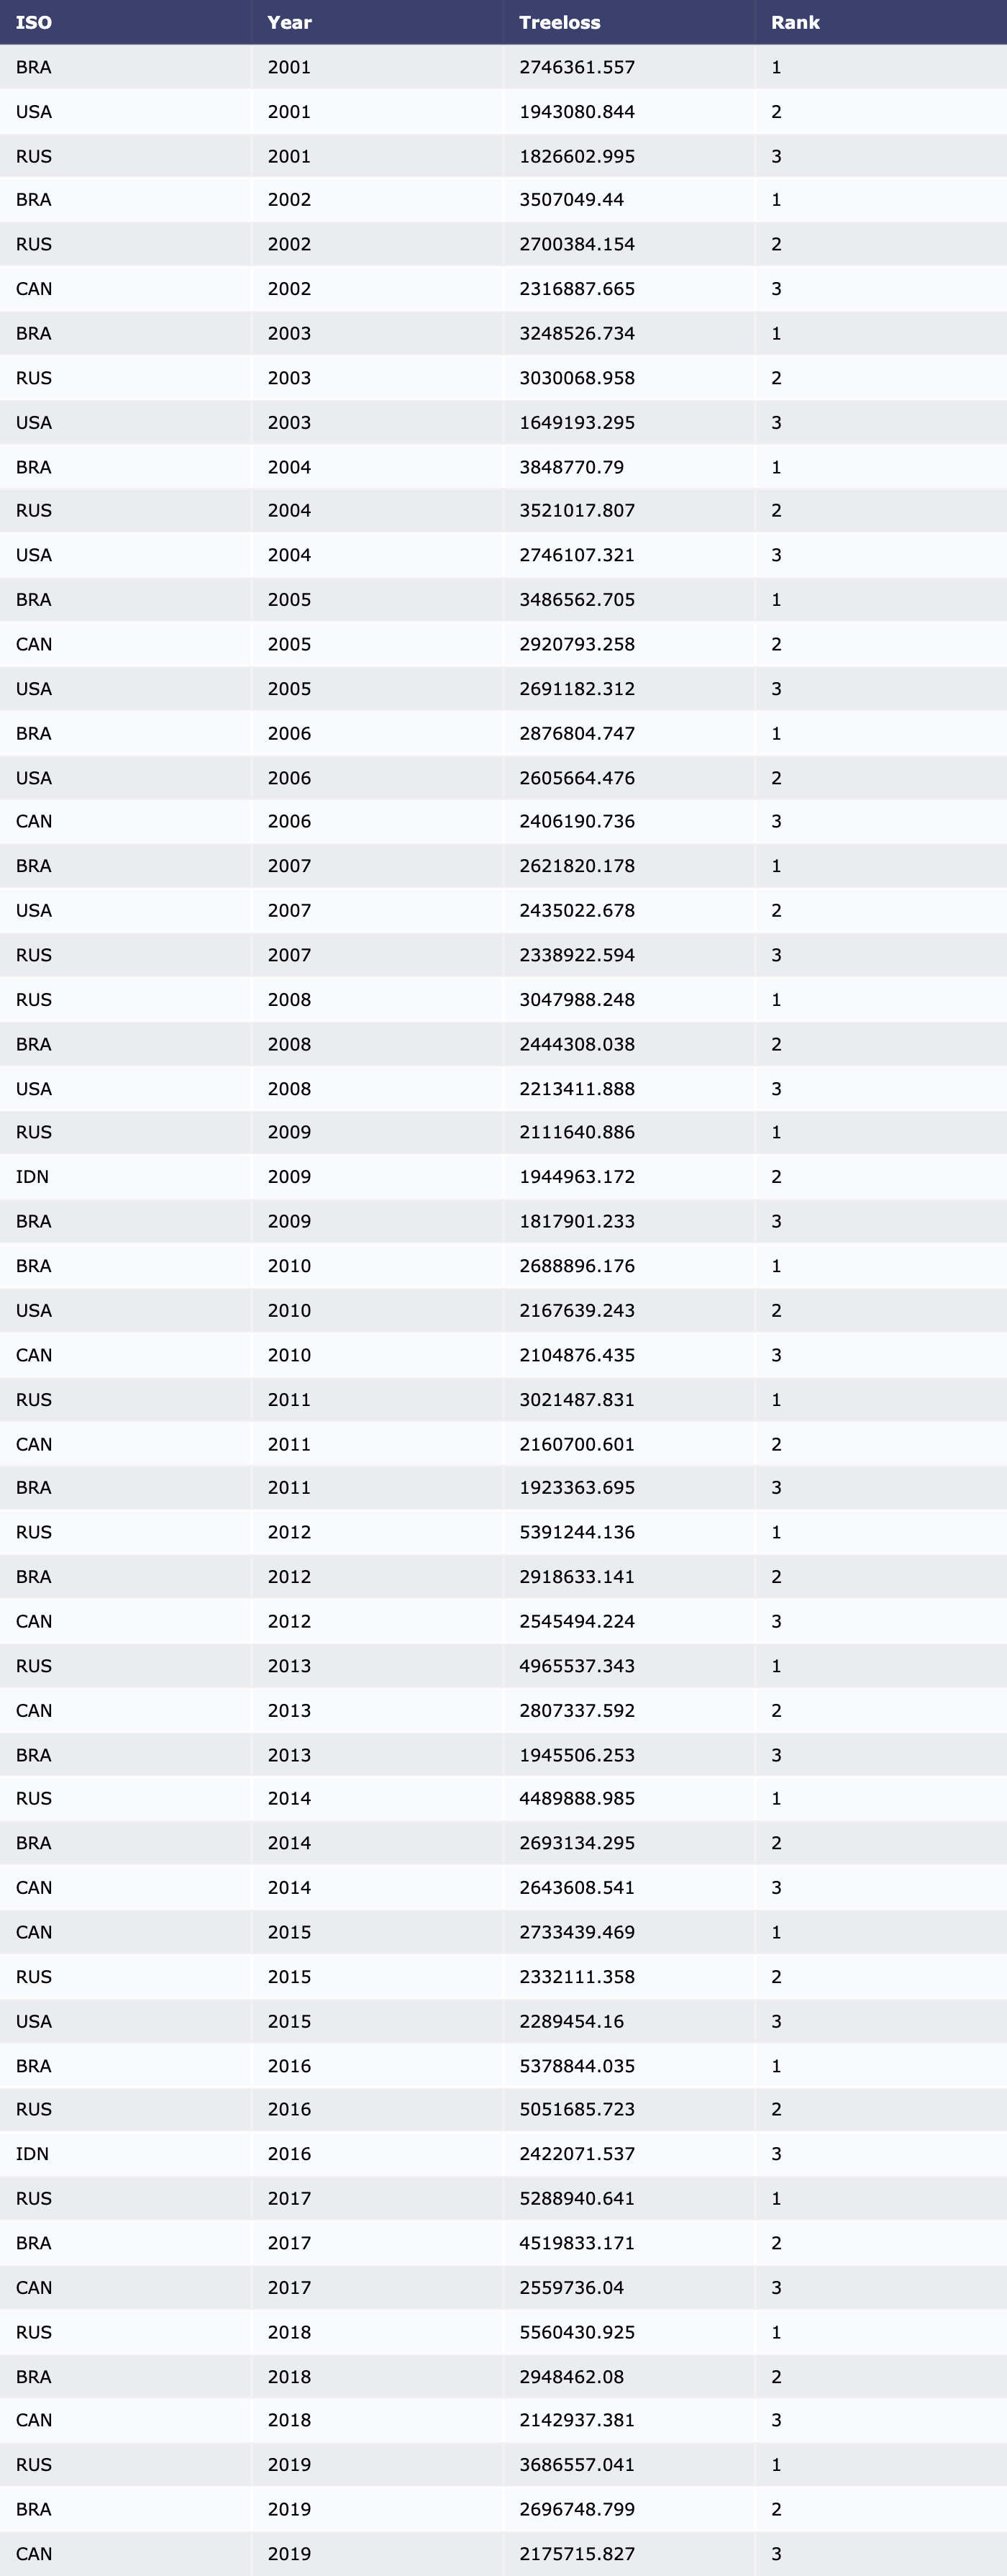 ISO Year Treeloss Rank
BRA 2001 2746361.557 1
USA 2001 1943080.844 2
RUS 2001 1826602.995 3
BRA 2002 3507049.44 1
RUS 2002 2700384.154 2
CAN 2002 2316887.665 3
BRA 2003 3248526.734 1
RUS 2003 3030068.958 2
USA 2003 1649193.295 3
BRA 2004 3848770.79 1
RUS 2004 3521017.807 2
USA 2004 2746107.321 3
BRA 2005 3486562.705 1
CAN 2005 2920793.258 2
USA 2005 2691182.312 3
BRA 2006 2876804.747 1
USA 2006 2605664.476 2
CAN 2006 2406190.736 3
BRA 2007 2621820.178 1
USA 2007 2435022.678 2
RUS 2007 2338922.594 3
RUS 2008 3047988.248 1
BRA 2008 2444308.038 2
USA 2008 2213411.888 3
RUS 2009 2111640.886 1
IDN 2009 1944963.172 2
BRA 2009 1817901.233 3
BRA 2010 2688896.176 1
USA 2010 2167639.243 2
CAN 2010 2104876.435 3
RUS 2011 3021487.831 1
CAN 2011 2160700.601 2
BRA 2011 1923363.695 3
RUS 2012 5391244.136 1
BRA 2012 2918633.141 2
CAN 2012 2545494.224 3
RUS 2013 4965537.343 1
CAN 2013 2807337.592 2
BRA 2013 1945506.253 3
RUS 2014 4489888.985 1
BRA 2014 2693134.295 2
CAN 2014 2643608.541 3
CAN 2015 2733439.469 1
RUS 2015 2332111.358 2
USA 2015 2289454.16 3
BRA 2016 5378844.035 1
RUS 2016 5051685.723 2
IDN 2016 2422071.537 3
RUS 2017 5288940.641 1
BRA 2017 4519833.171 2
CAN 2017 2559736.04 3
RUS 2018 5560430.925 1
BRA 2018 2948462.08 2
CAN 2018 2142937.381 3
RUS 2019 3686557.041 1
BRA 2019 2696748.799 2
CAN 2019 2175715.827 3